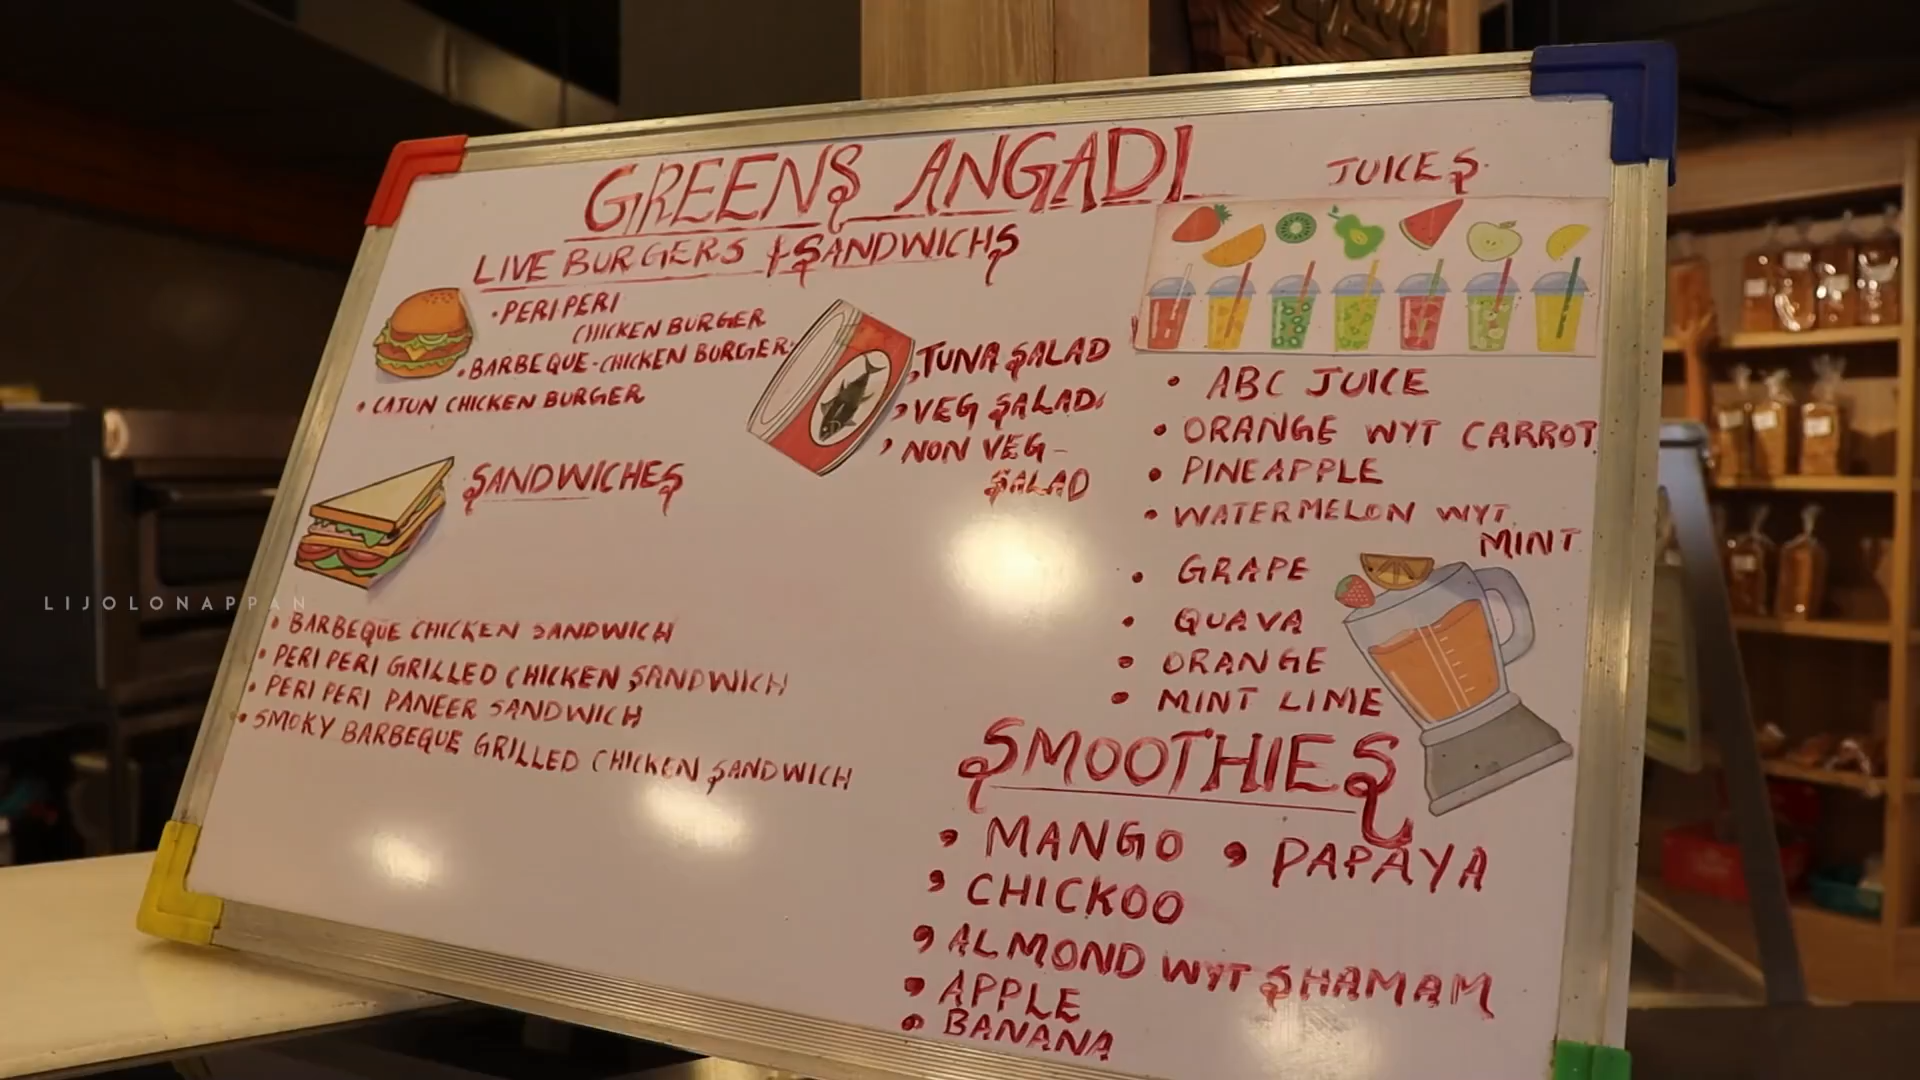 GREENS ANGADI
LIVE BURGERS & SANDWICHS
• PERI PERI
CHICKEN BURGER
• BARBEQUE-CHICKEN BURGER
• CAJUN CHICKEN BURGER
TUNA SALAD
VEG SALAD
NON VEG-
SALAD
SANDWICHES
• BARBEQUE CHICKEN SANDWICH
• PERI PERI GRILLED CHICKEN SANDWICH
• PERI PERI PANEER SANDWICH
• SMOKY BARBEQUE GRILLED CHICKEN SANDWICH
JUICES
• ABC JUICE
• ORANGE WYT CARROT
• PINEAPPLE
• WATERMELON WYT
MINT
• GRAPE
• QUAVA
• ORANGE
• MINT LIME
SMOOTHIES
• MANGO • PAPAYA
• CHICKOO
• ALMOND WYT SHAMAM
• APPLE
• BANANA
LIJOLONAPPAN